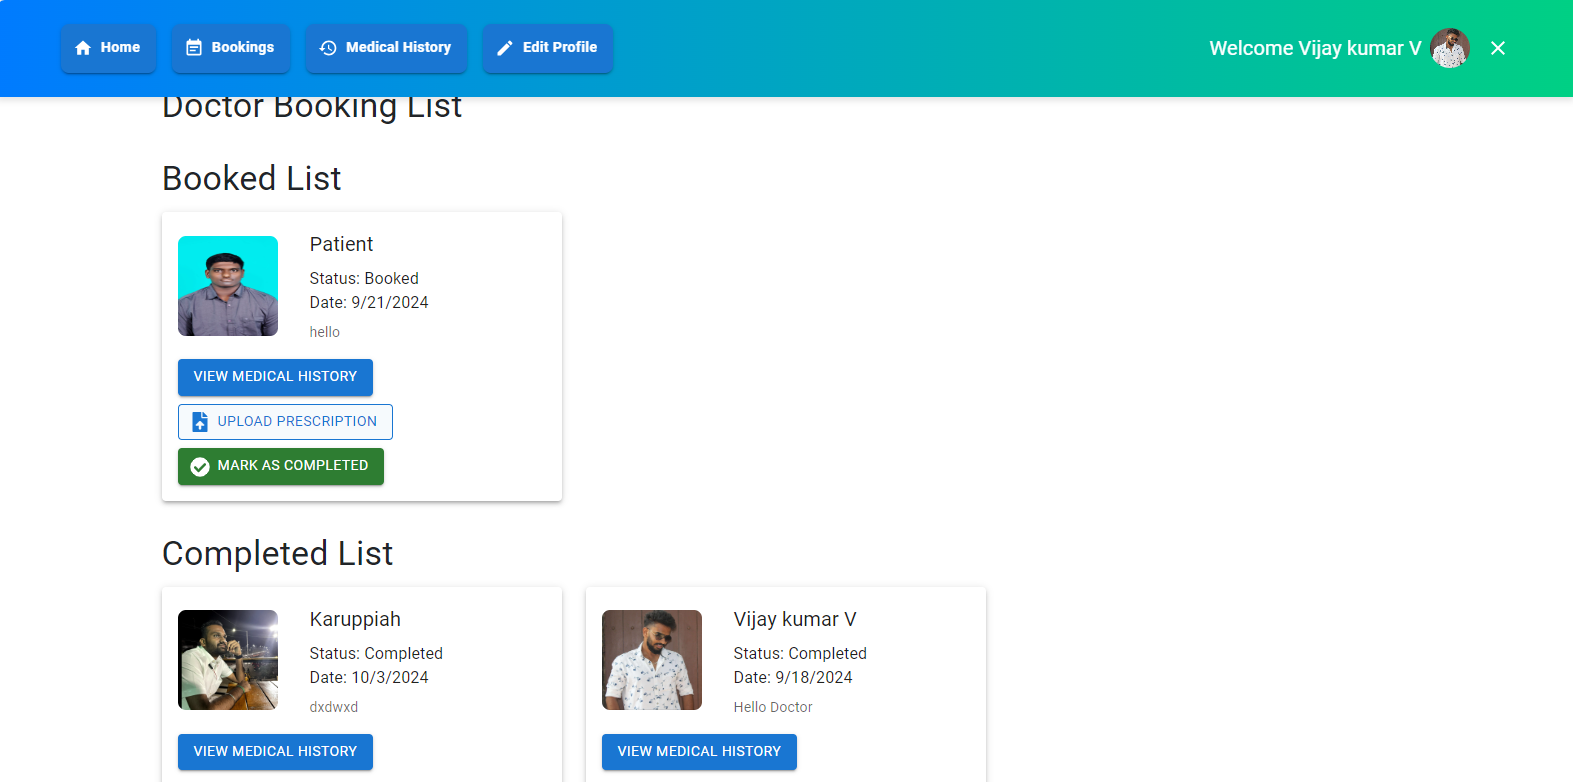 Home Bookings Medical History Edit Profile Welcome Vijay kumar V
Doctor Booking List
Booked List
Patient
Status: Booked
Date: 9/21/2024
hello
VIEW MEDICAL HISTORY
UPLOAD PRESCRIPTION
MARK AS COMPLETED
Completed List
Karuppiah
Status: Completed
Date: 10/3/2024
dxdwxd
VIEW MEDICAL HISTORY
Vijay kumar V
Status: Completed
Date: 9/18/2024
Hello Doctor
VIEW MEDICAL HISTORY